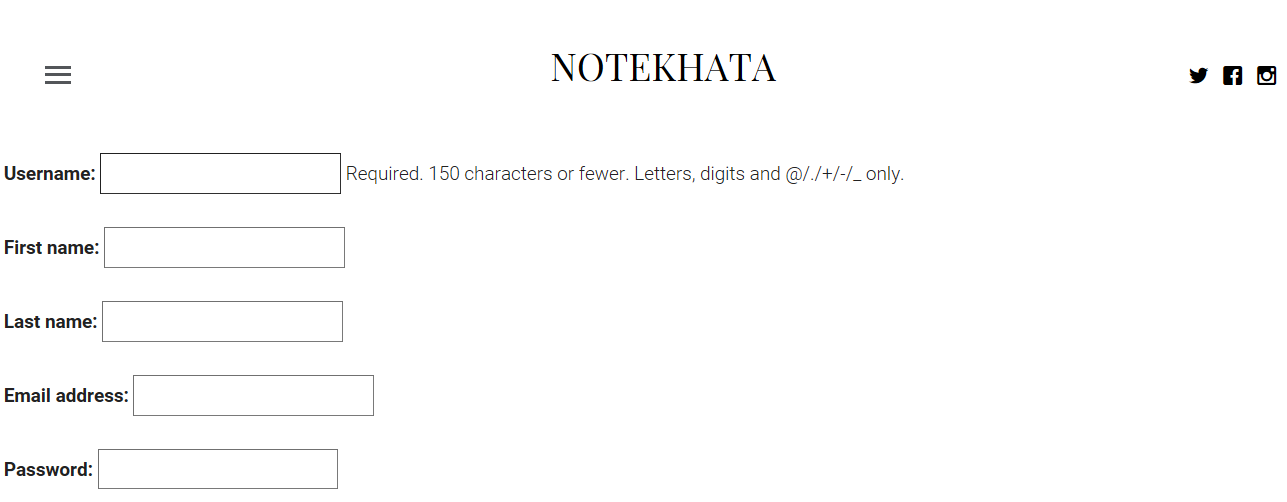 NOTEKHATA
Username: Required. 150 characters or fewer. Letters, digits and @/./+/-/_ only.
First name:
Last name:
Email address:
Password: